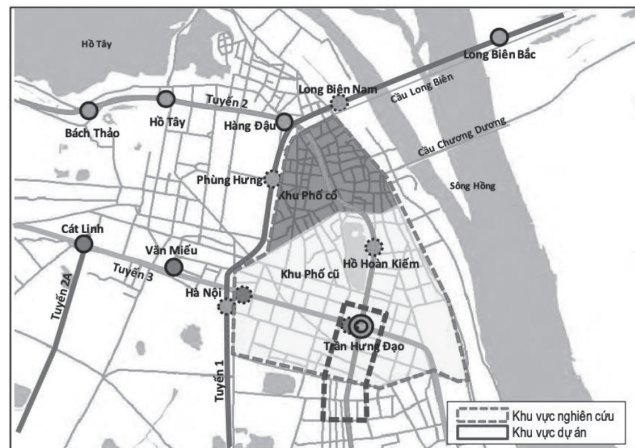 Hồ Tây
Long Biên Bắc
Long Biên Nam
Cầu Long Biên
Tuyến 2
Hồ Tây
Bách Thảo
Hàng Đậu
Cầu Chương Dương
Phùng Hưng
Khu Phố cổ
Sông Hồng
Cát Linh
Văn Miếu
Tuyến 3
Khu Phố cũ
Hồ Hoàn Kiếm
Hà Nội
Tuyến 2A
Trần Hưng Đạo
Tuyến 1
Khu vực nghiên cứu
Khu vực dự án